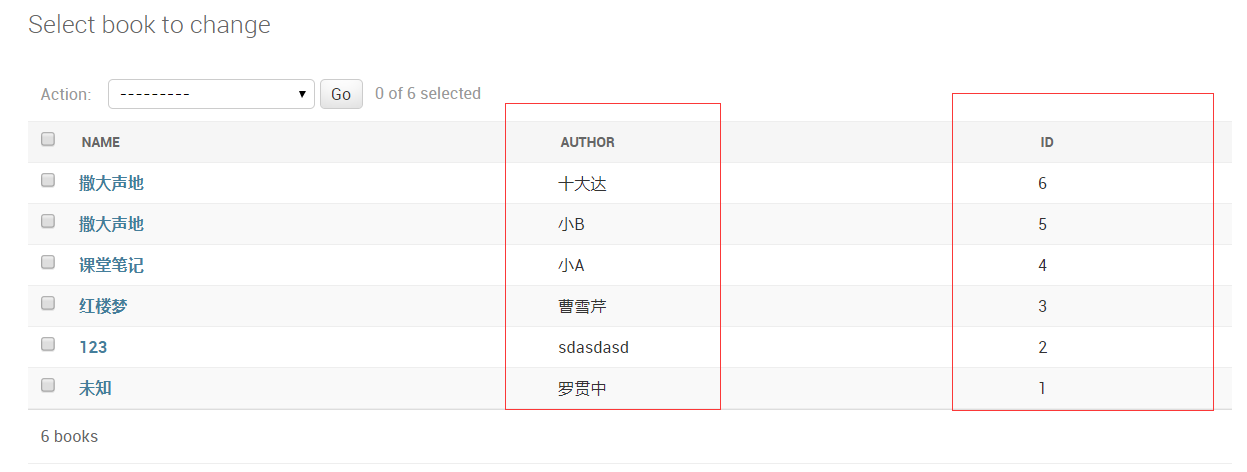 Select book to change
Action: --------- Go 0 of 6 selected
NAME AUTHOR ID
撒大声地 十大达 6
撒大声地 小B 5
课堂笔记 小A 4
红楼梦 曹雪芹 3
123 sdasdasd 2
未知 罗贯中 1
6 books